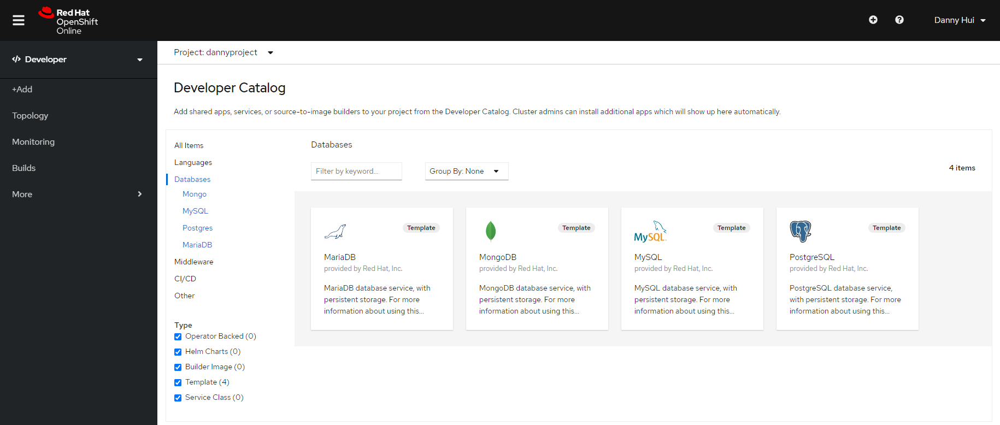 Red Hat
OpenShift
Online
Danny Hui
Developer
+Add
Topology
Monitoring
Builds
More
Project: dannyproject
Developer Catalog
Add shared apps, services, or source-to-image builders to your project from the Developer Catalog. Cluster admins can install additional apps which will show up here automatically.
All Items
Languages
Databases
Mongo
MySQL
Postgres
MariaDB
Middleware
CI/CD
Other
Type
Operator Backed (0)
Helm Charts (0)
Builder Image (0)
Template (4)
Service Class (0)
Databases
Filter by keyword...
Group By: None
4 items
Template
MariaDB
provided by Red Hat, Inc.
MariaDB database service, with
persistent storage. For more
information about using this...
Template
MongoDB
provided by Red Hat, Inc.
MongoDB database service, with
persistent storage. For more
information about using this...
MySQL
Template
MySQL
provided by Red Hat, Inc.
MySQL database service, with
persistent storage. For more
information about using this...
Template
PostgreSQL
provided by Red Hat, Inc.
PostgreSQL database service,
with persistent storage. For more
information about using this...